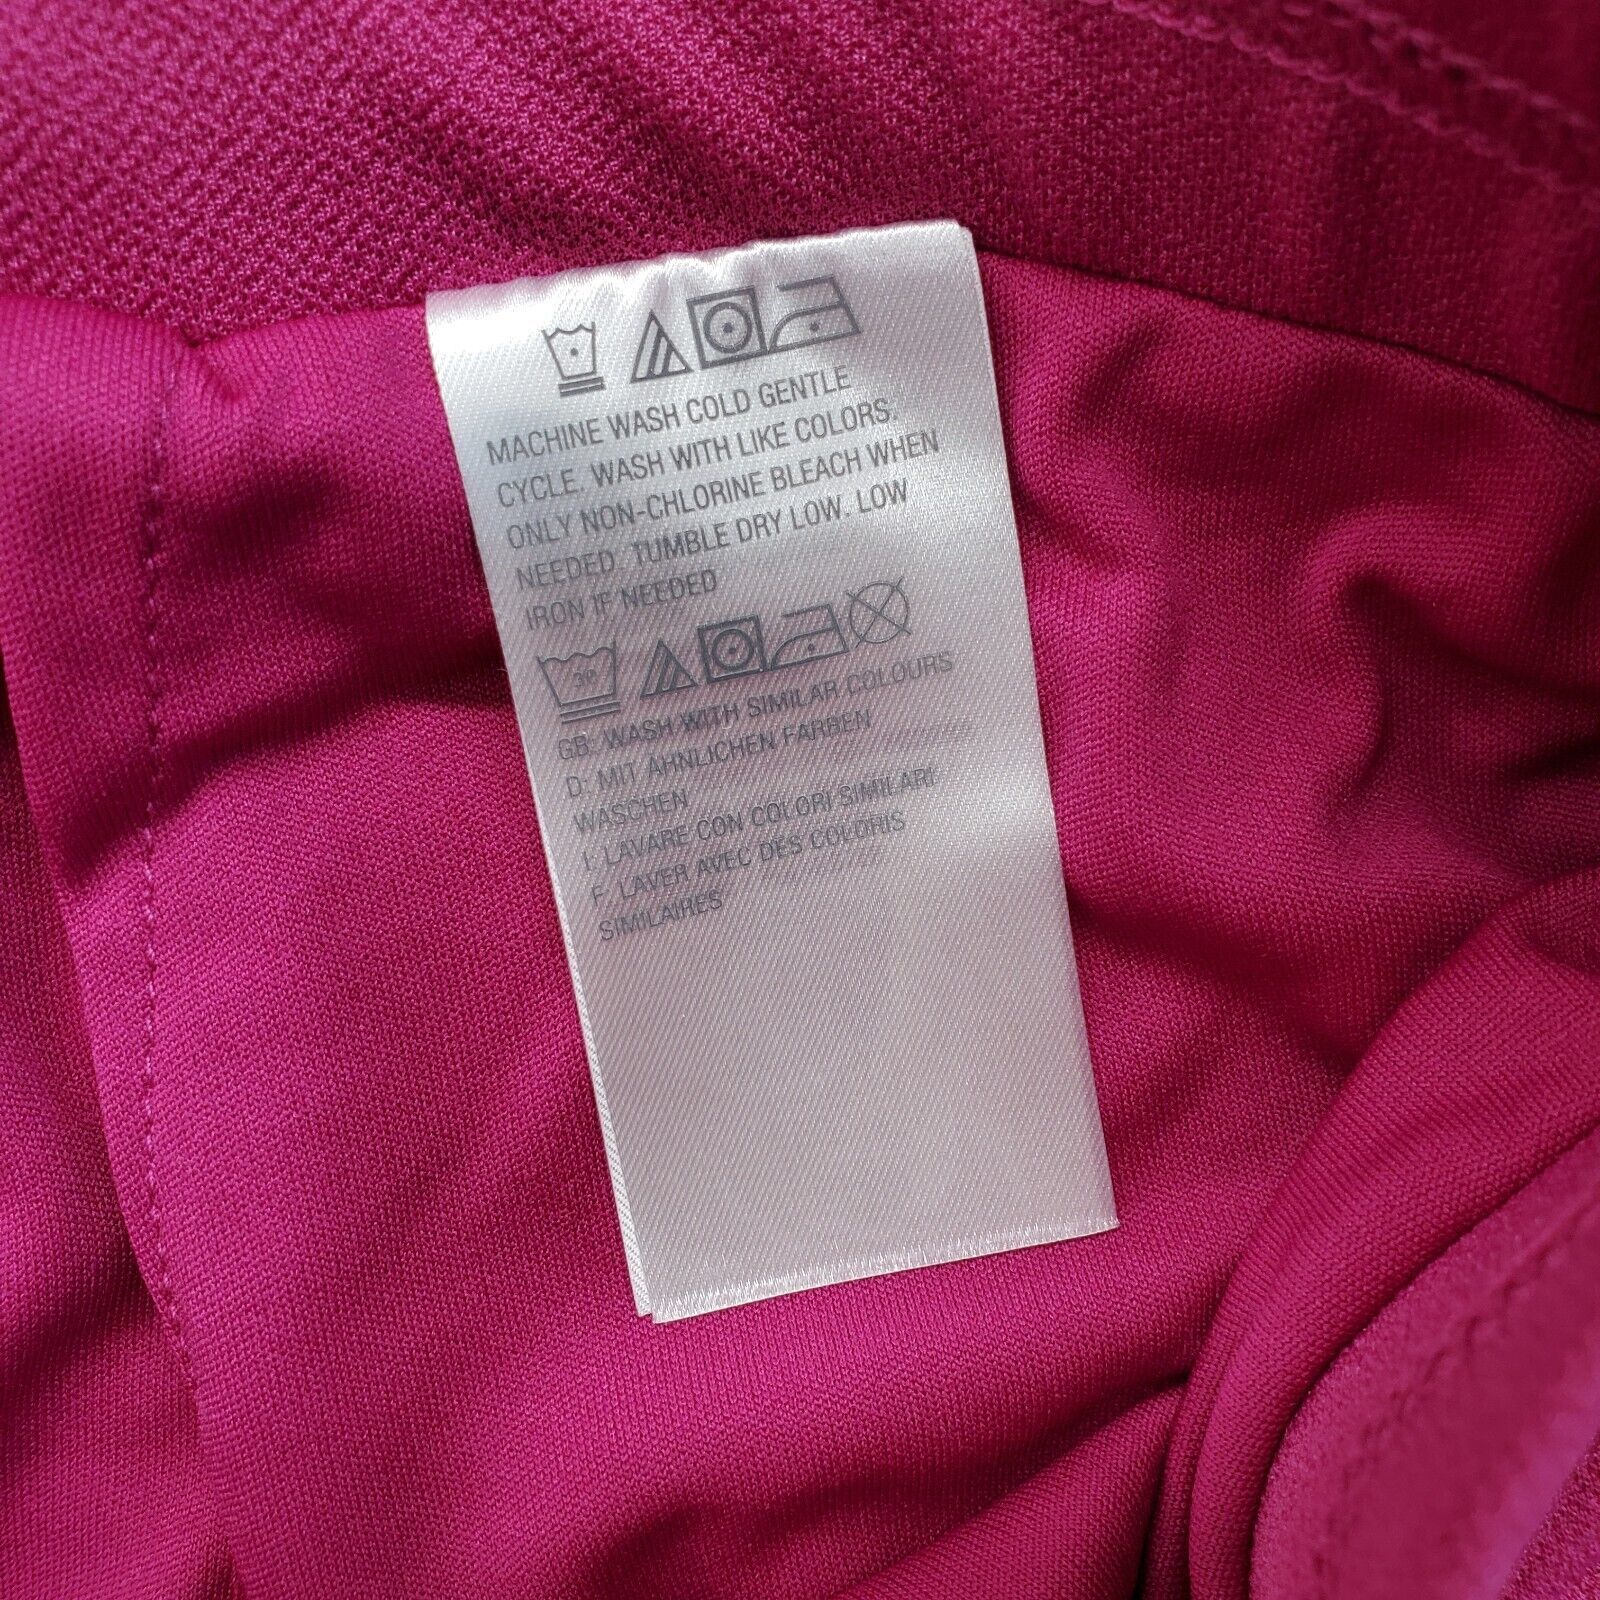 MACHINE WASH COLD GENTLE
CYCLE. WASH WITH LIKE COLORS.
ONLY NON-CHLORINE BLEACH WHEN
NEEDED. TUMBLE DRY LOW. LOW
IRON IF NEEDED
30
GB: WASH WITH SIMILAR COLOURS
D: MIT ÄHNLICHEN FARBEN
WASCHEN
I: LAVARE CON COLORI SIMILARI
F: LAVER AVEC DES COLORIS
SIMILAIRES